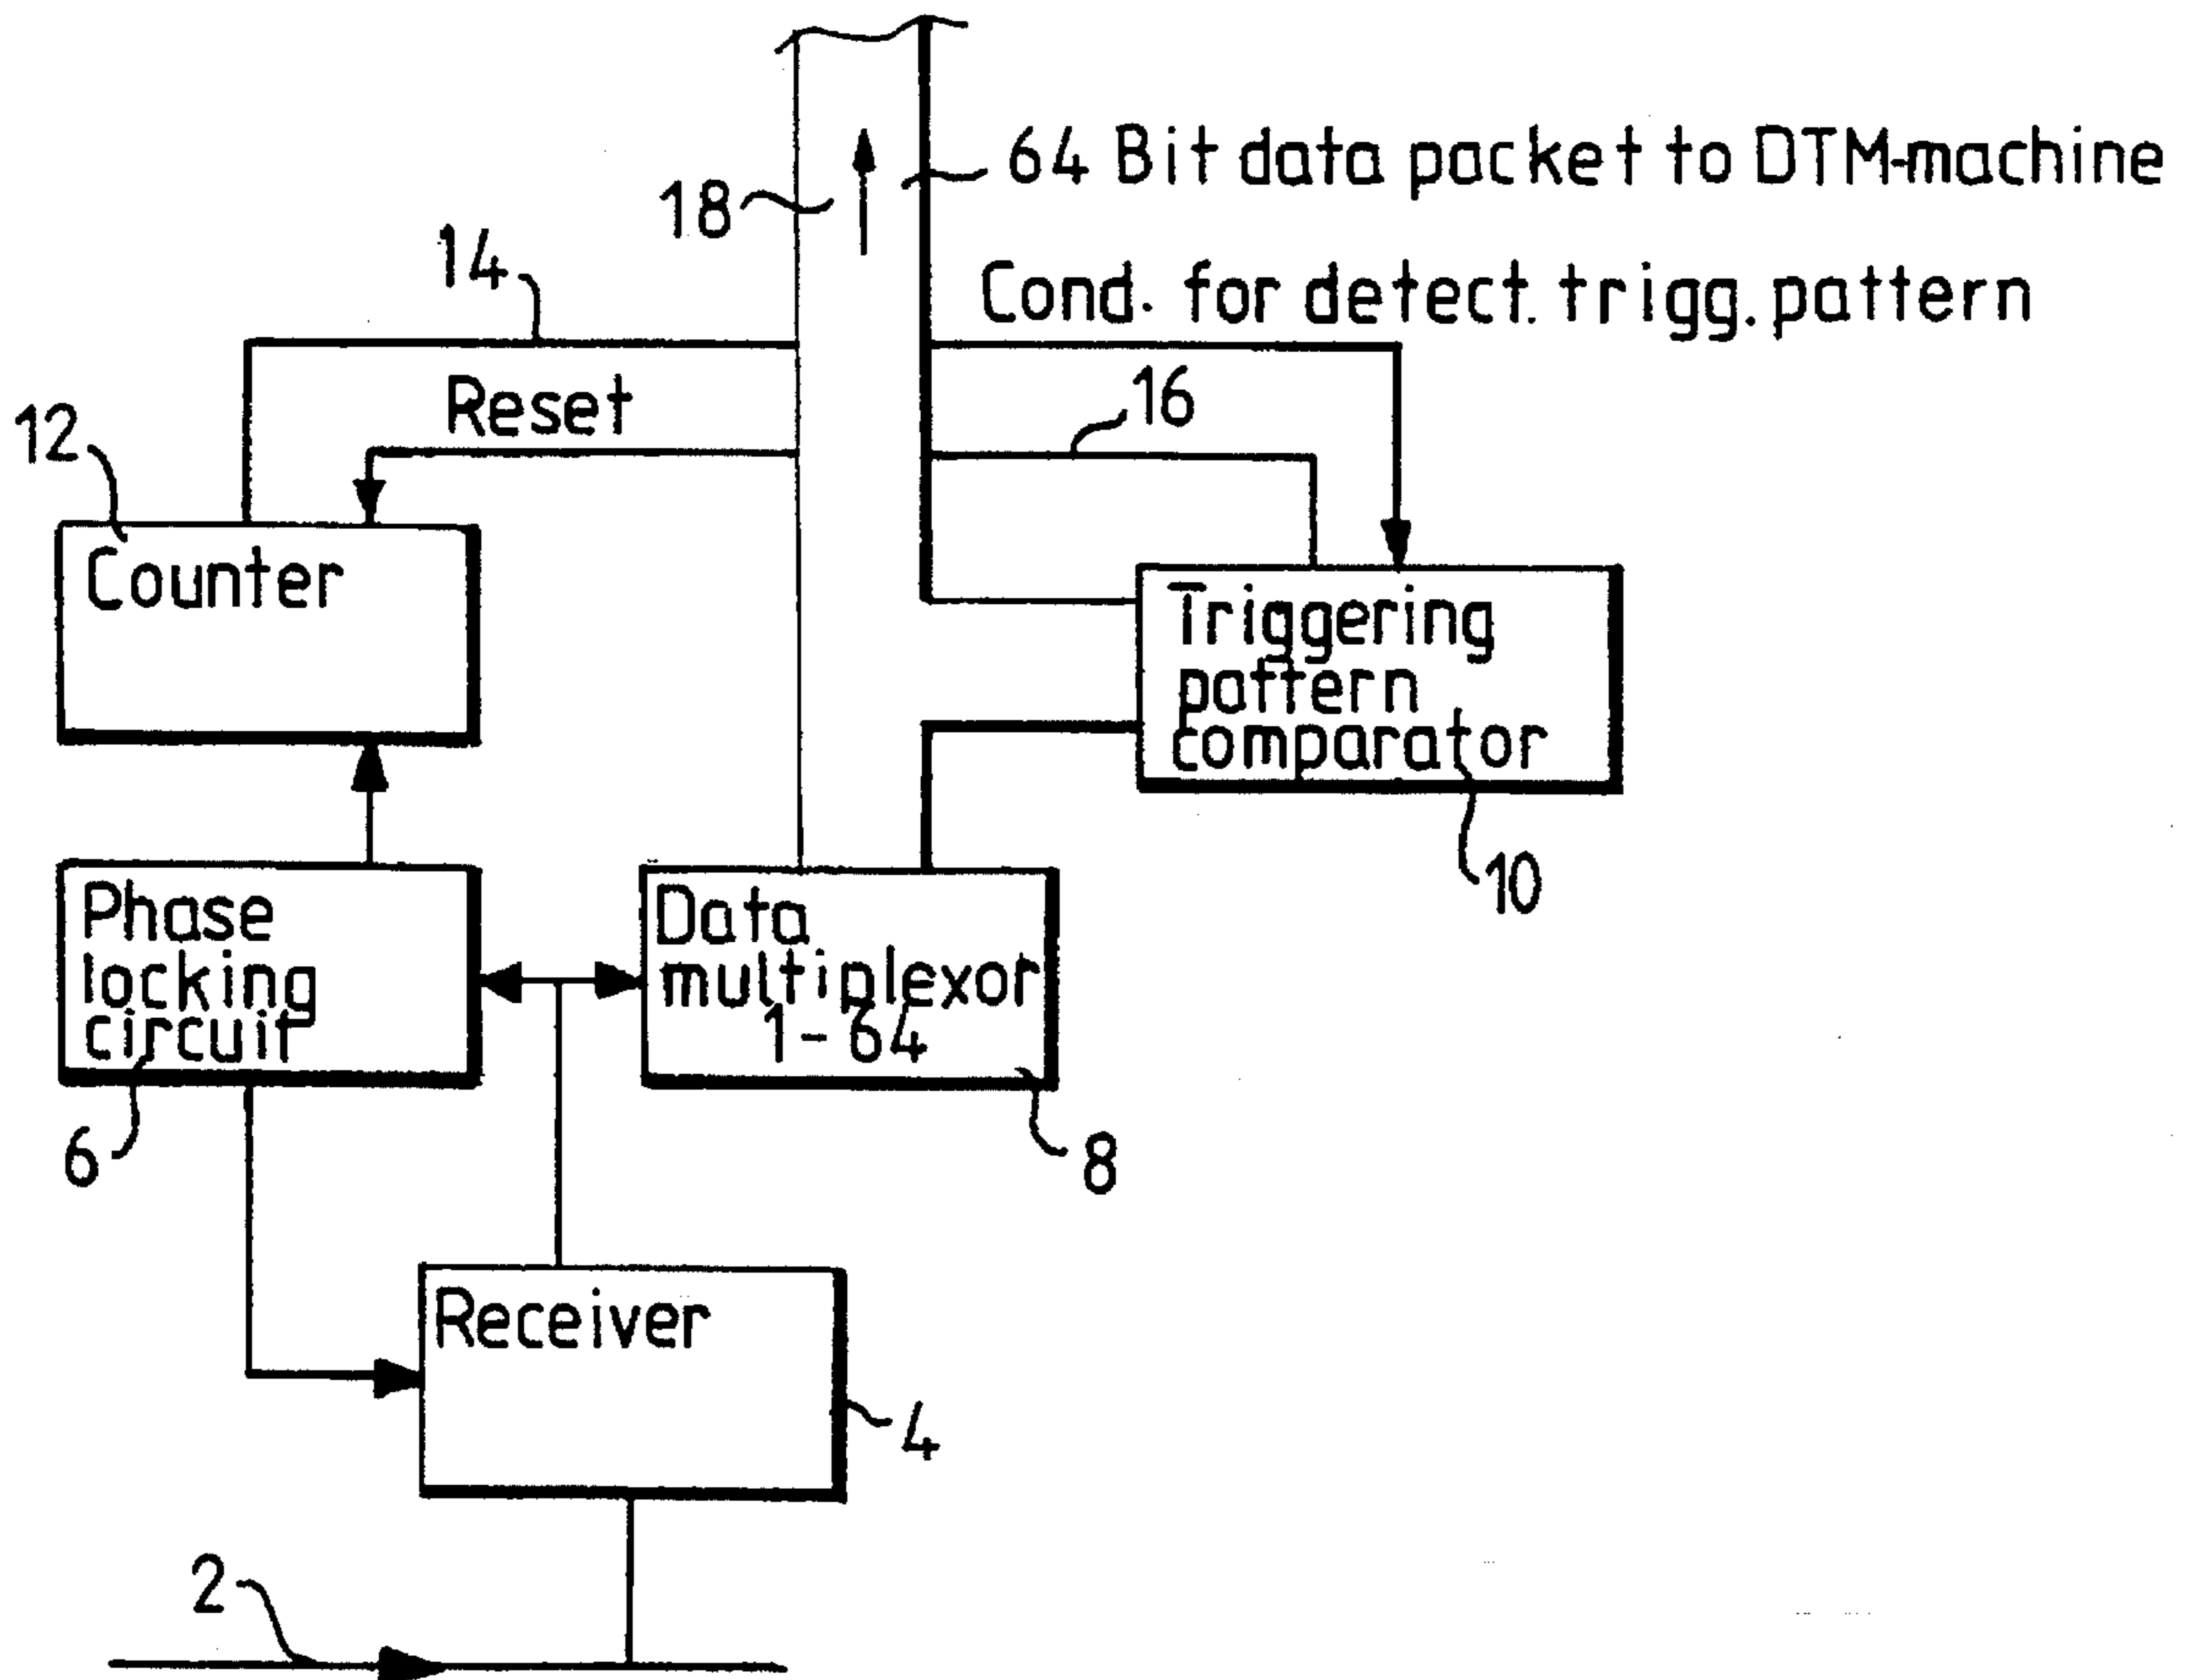 64 Bit data packet to DTM-machine
18
14
Cond. for detect. trigg. pattern
Reset
16
12
Counter
Triggering
pattern
comparator
10
Phase
locking
circuit
Data
multiplexor
1-64
6
8
Receiver
4
2